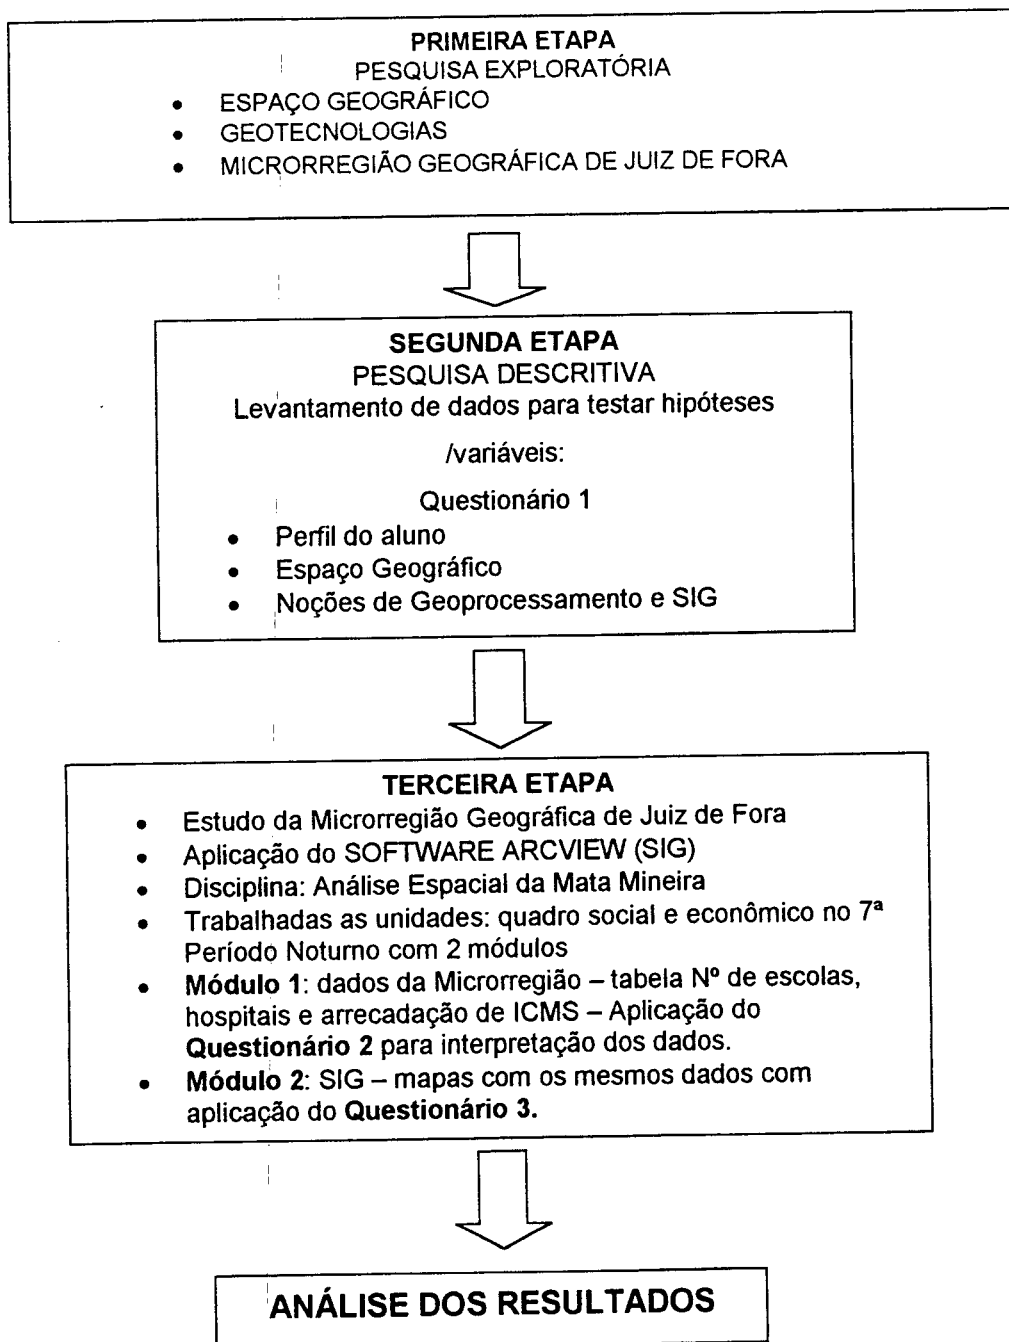 PRIMEIRA ETAPA
PESQUISA EXPLORATÓRIA
• ESPAÇO GEOGRÁFICO
• GEOTECNOLOGIAS
• MICRORREGIÃO GEOGRÁFICA DE JUIZ DE FORA
SEGUNDA ETAPA
PESQUISA DESCRITIVA
Levantamento de dados para testar hipóteses
/variáveis:
Questionário 1
• Perfil do aluno
• Espaço Geográfico
• Noções de Geoprocessamento e SIG
TERCEIRA ETAPA
• Estudo da Microrregião Geográfica de Juiz de Fora
• Aplicação do SOFTWARE ARCVIEW (SIG)
• Disciplina: Análise Espacial da Mata Mineira
• Trabalhadas as unidades: quadro social e econômico no 7ª
Período Noturno com 2 módulos
• Módulo 1: dados da Microrregião – tabela Nº de escolas,
hospitais e arrecadação de ICMS – Aplicação do
Questionário 2 para interpretação dos dados.
• Módulo 2: SIG – mapas com os mesmos dados com
aplicação do Questionário 3.
ANÁLISE DOS RESULTADOS